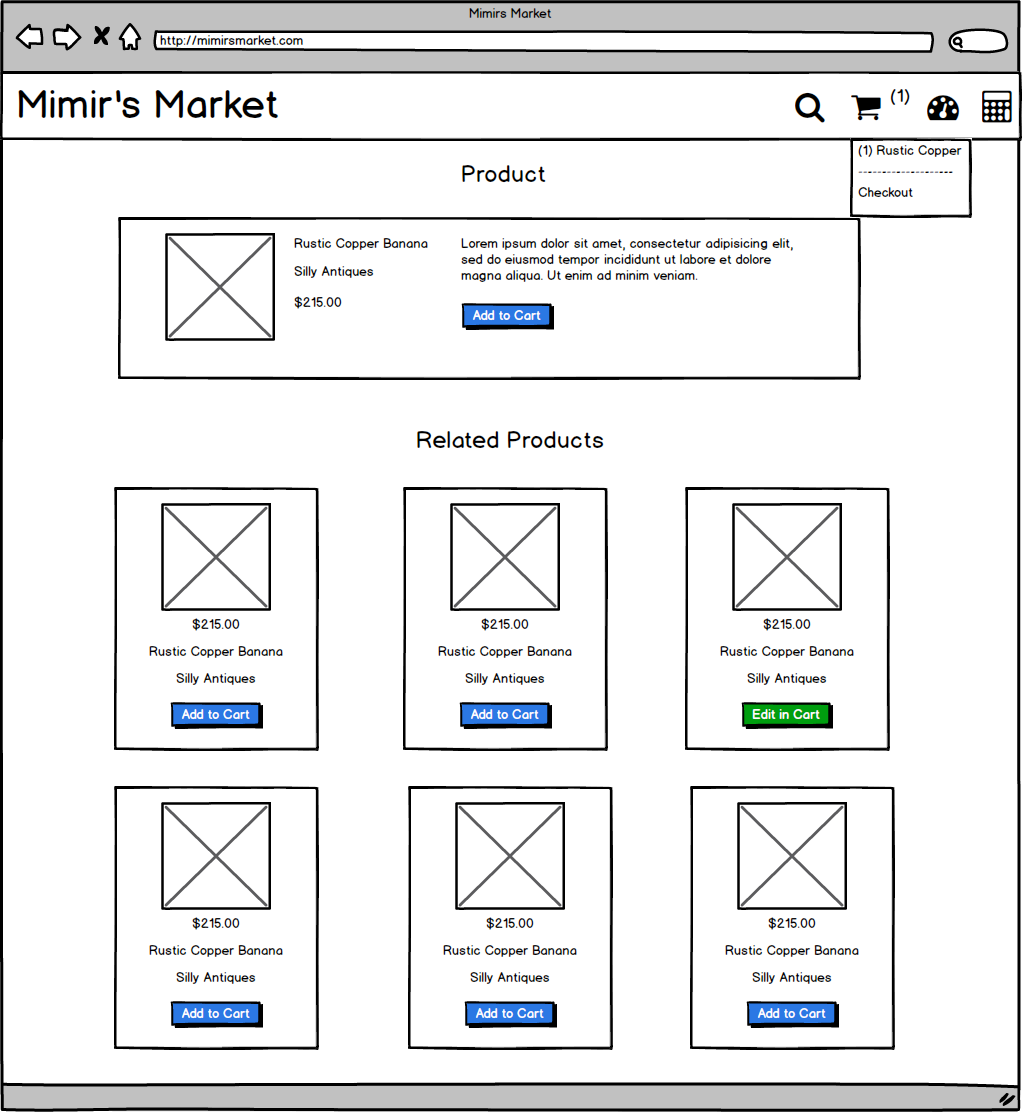 Mimirs Market
http://mimirsmarket.com
Mimir's Market
(1)
(1) Rustic Copper
--------------------
Checkout
Product
Rustic Copper Banana
Silly Antiques
$215.00
Lorem ipsum dolor sit amet, consectetur adipisicing elit,
sed do eiusmod tempor incididunt ut labore et dolore
magna aliqua. Ut enim ad minim veniam.
Add to Cart
Related Products
$215.00
Rustic Copper Banana
Silly Antiques
Add to Cart
$215.00
Rustic Copper Banana
Silly Antiques
Add to Cart
$215.00
Rustic Copper Banana
Silly Antiques
Edit in Cart
$215.00
Rustic Copper Banana
Silly Antiques
Add to Cart
$215.00
Rustic Copper Banana
Silly Antiques
Add to Cart
$215.00
Rustic Copper Banana
Silly Antiques
Add to Cart